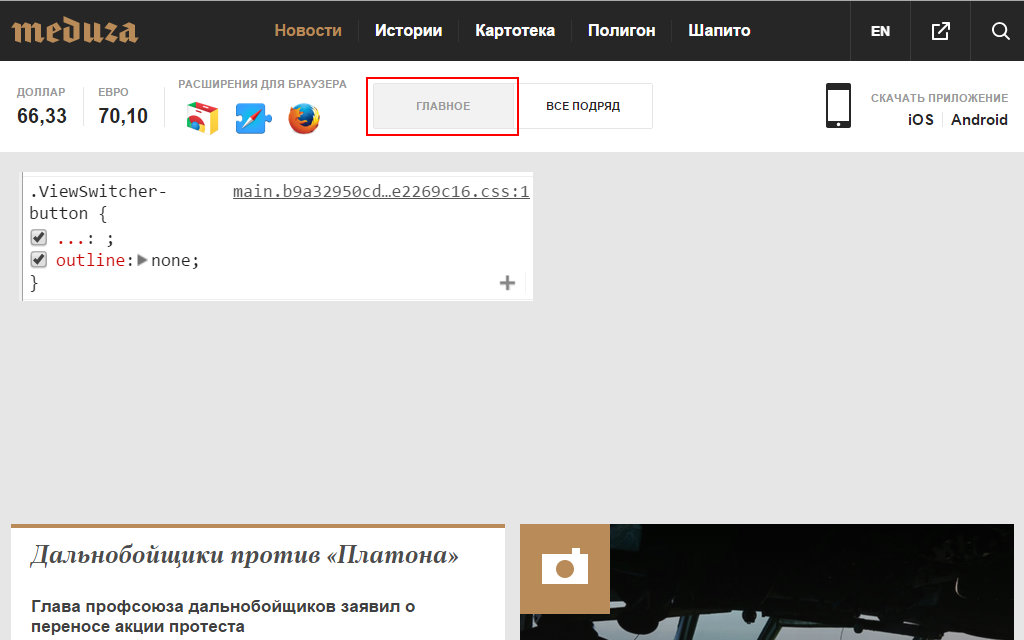 meduza
Новости
Истории
Картотека
Полигон
Шапито
EN
ДОЛЛАР
66,33
ЕВРО
70,10
РАСШИРЕНИЯ ДЛЯ БРАУЗЕРА
ГЛАВНОЕ
ВСЕ ПОДРЯД
СКАЧАТЬ ПРИЛОЖЕНИЕ
iOS
Android
.ViewSwitcher-
button {
main.b9a32950cd…e2269c16.css:1
...: ;
outline: none;
}
Дальнобойщики против «Платона»
Глава профсоюза дальнобойщиков заявил о
переносе акции протеста